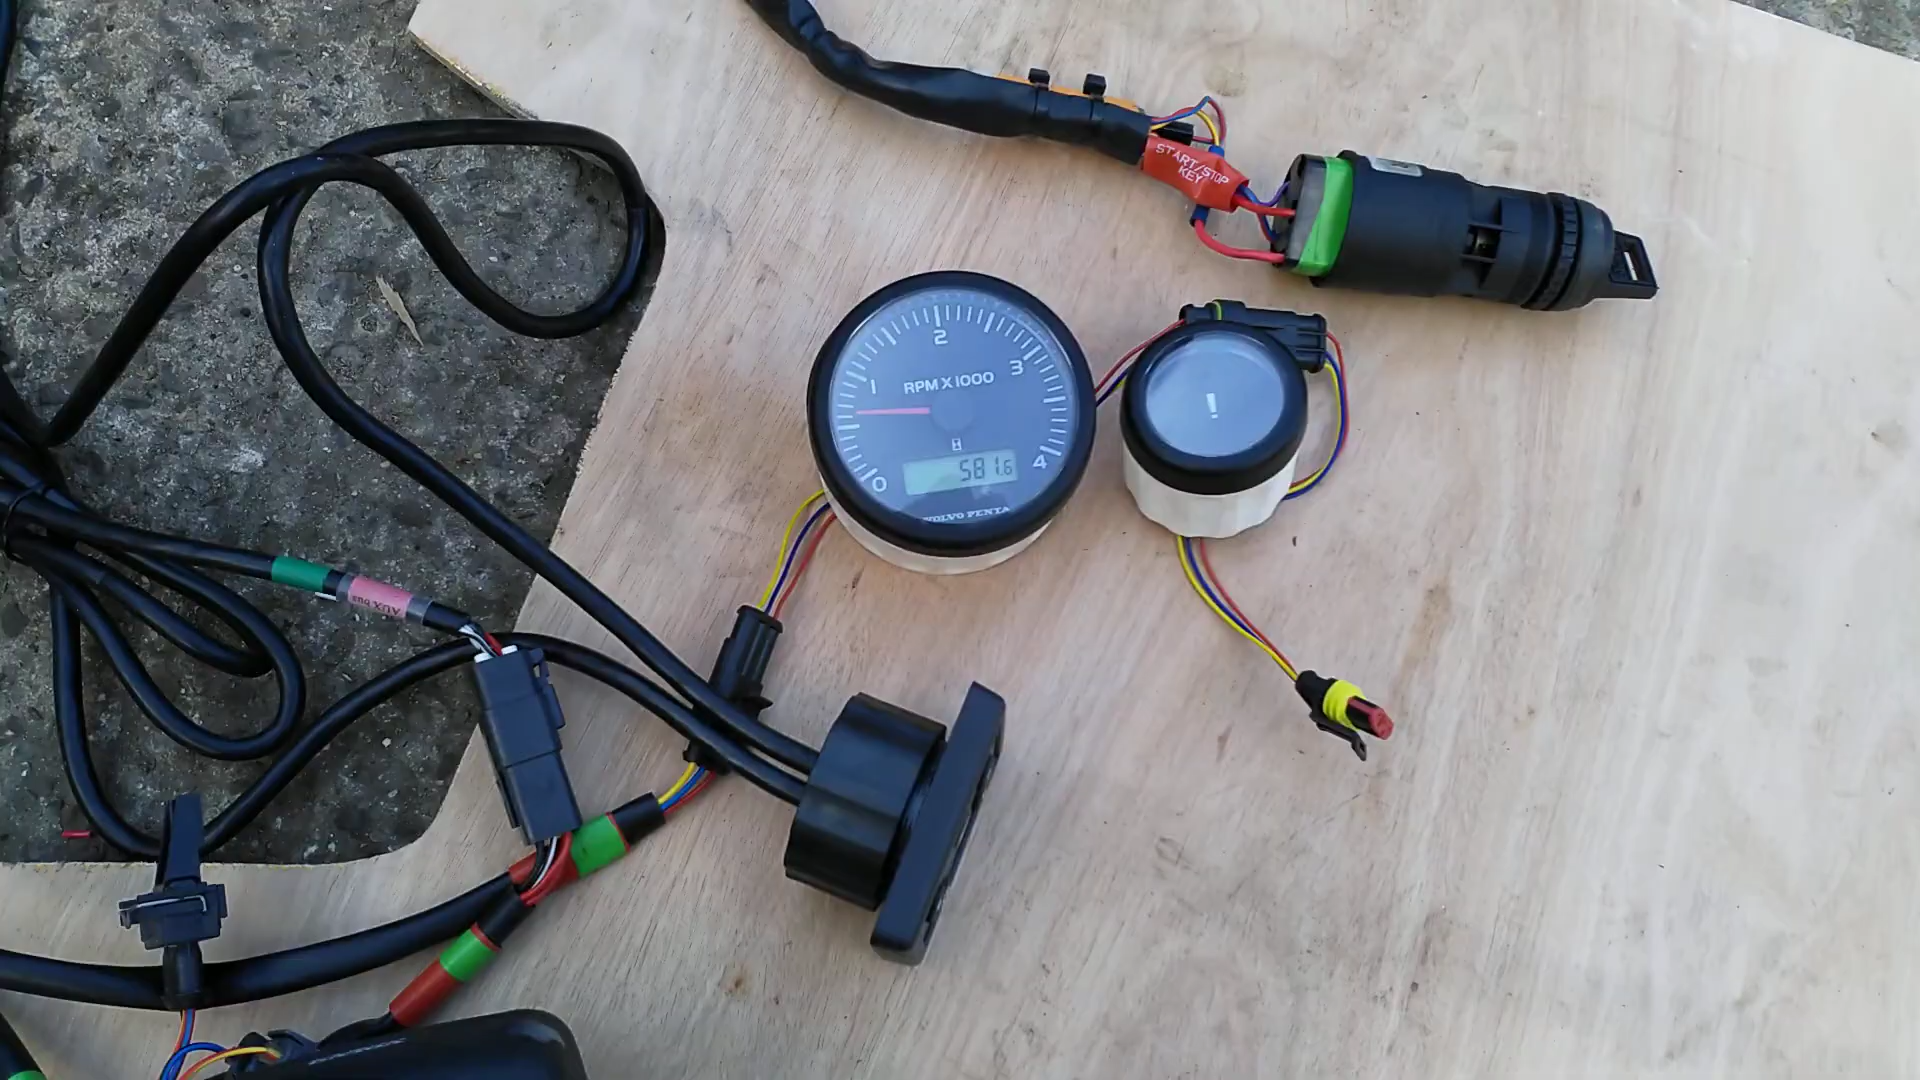 START/STOP
KEY
2
1
3
RPM X 1000
!
581.6
0
4
VOLVO PENTA
AUX bus